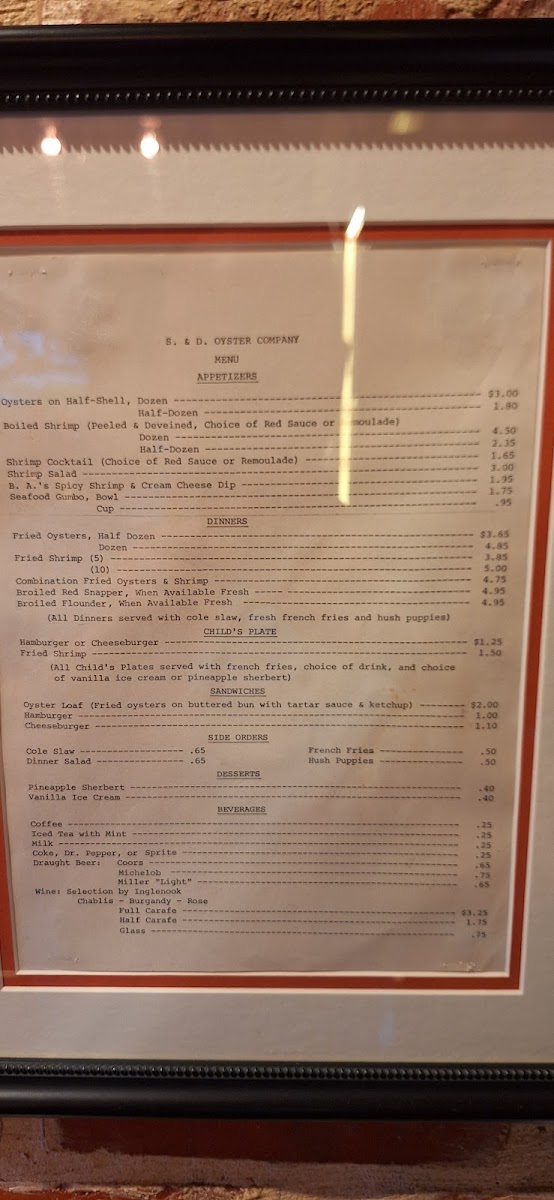 S. & D. OYSTER COMPANY
MENU
APPETIZERS
Oysters on Half-Shell, Dozen ---------- $3.00
Half-Dozen ---------- 1.80
Boiled Shrimp (Peeled & Deveined, Choice of Red Sauce or Remoulade)
Dozen ---------- 4.50
Half-Dozen ---------- 2.35
Shrimp Cocktail (Choice of Red Sauce or Remoulade) ---------- 1.65
Shrimp Salad ---------- 3.00
B. A.'s Spicy Shrimp & Cream Cheese Dip ---------- 1.95
Seafood Gumbo, Bowl ---------- 1.75
Cup ---------- .95
DINNERS
Fried Oysters, Half Dozen ---------- $3.65
Dozen ---------- 4.85
Fried Shrimp (5) ---------- 3.85
(10) ---------- 5.00
Combination Fried Oysters & Shrimp ---------- 4.75
Broiled Red Snapper, When Available Fresh ---------- 4.95
Broiled Flounder, When Available Fresh ---------- 4.95
(All Dinners served with cole slaw, fresh french fries and hush puppies)
CHILD'S PLATE
Hamburger or Cheeseburger ---------- $1.25
Fried Shrimp ---------- 1.50
(All Child's Plates served with french fries, choice of drink, and choice
of vanilla ice cream or pineapple sherbert)
SANDWICHES
Oyster Loaf (Fried oysters on buttered bun with tartar sauce & ketchup) -------- $2.00
Hamburger ---------- 1.00
Cheeseburger ---------- 1.10
SIDE ORDERS
Cole Slaw ---------- .65 French Fries ---------- .50
Dinner Salad ---------- .65 Hush Puppies ---------- .50
DESSERTS
Pineapple Sherbert ---------- .40
Vanilla Ice Cream ---------- .40
BEVERAGES
Coffee ---------- .25
Iced Tea with Mint ---------- .25
Milk ---------- .25
Coke, Dr. Pepper, or Sprite ---------- .25
Draught Beer: Coors ---------- .65
Michelob ---------- .75
Miller "Light" ---------- .65
Wine: Selection by Inglenook
Chablis - Burgandy - Rose
Full Carafe ---------- $3.25
Half Carafe ---------- 1.75
Glass ---------- .75